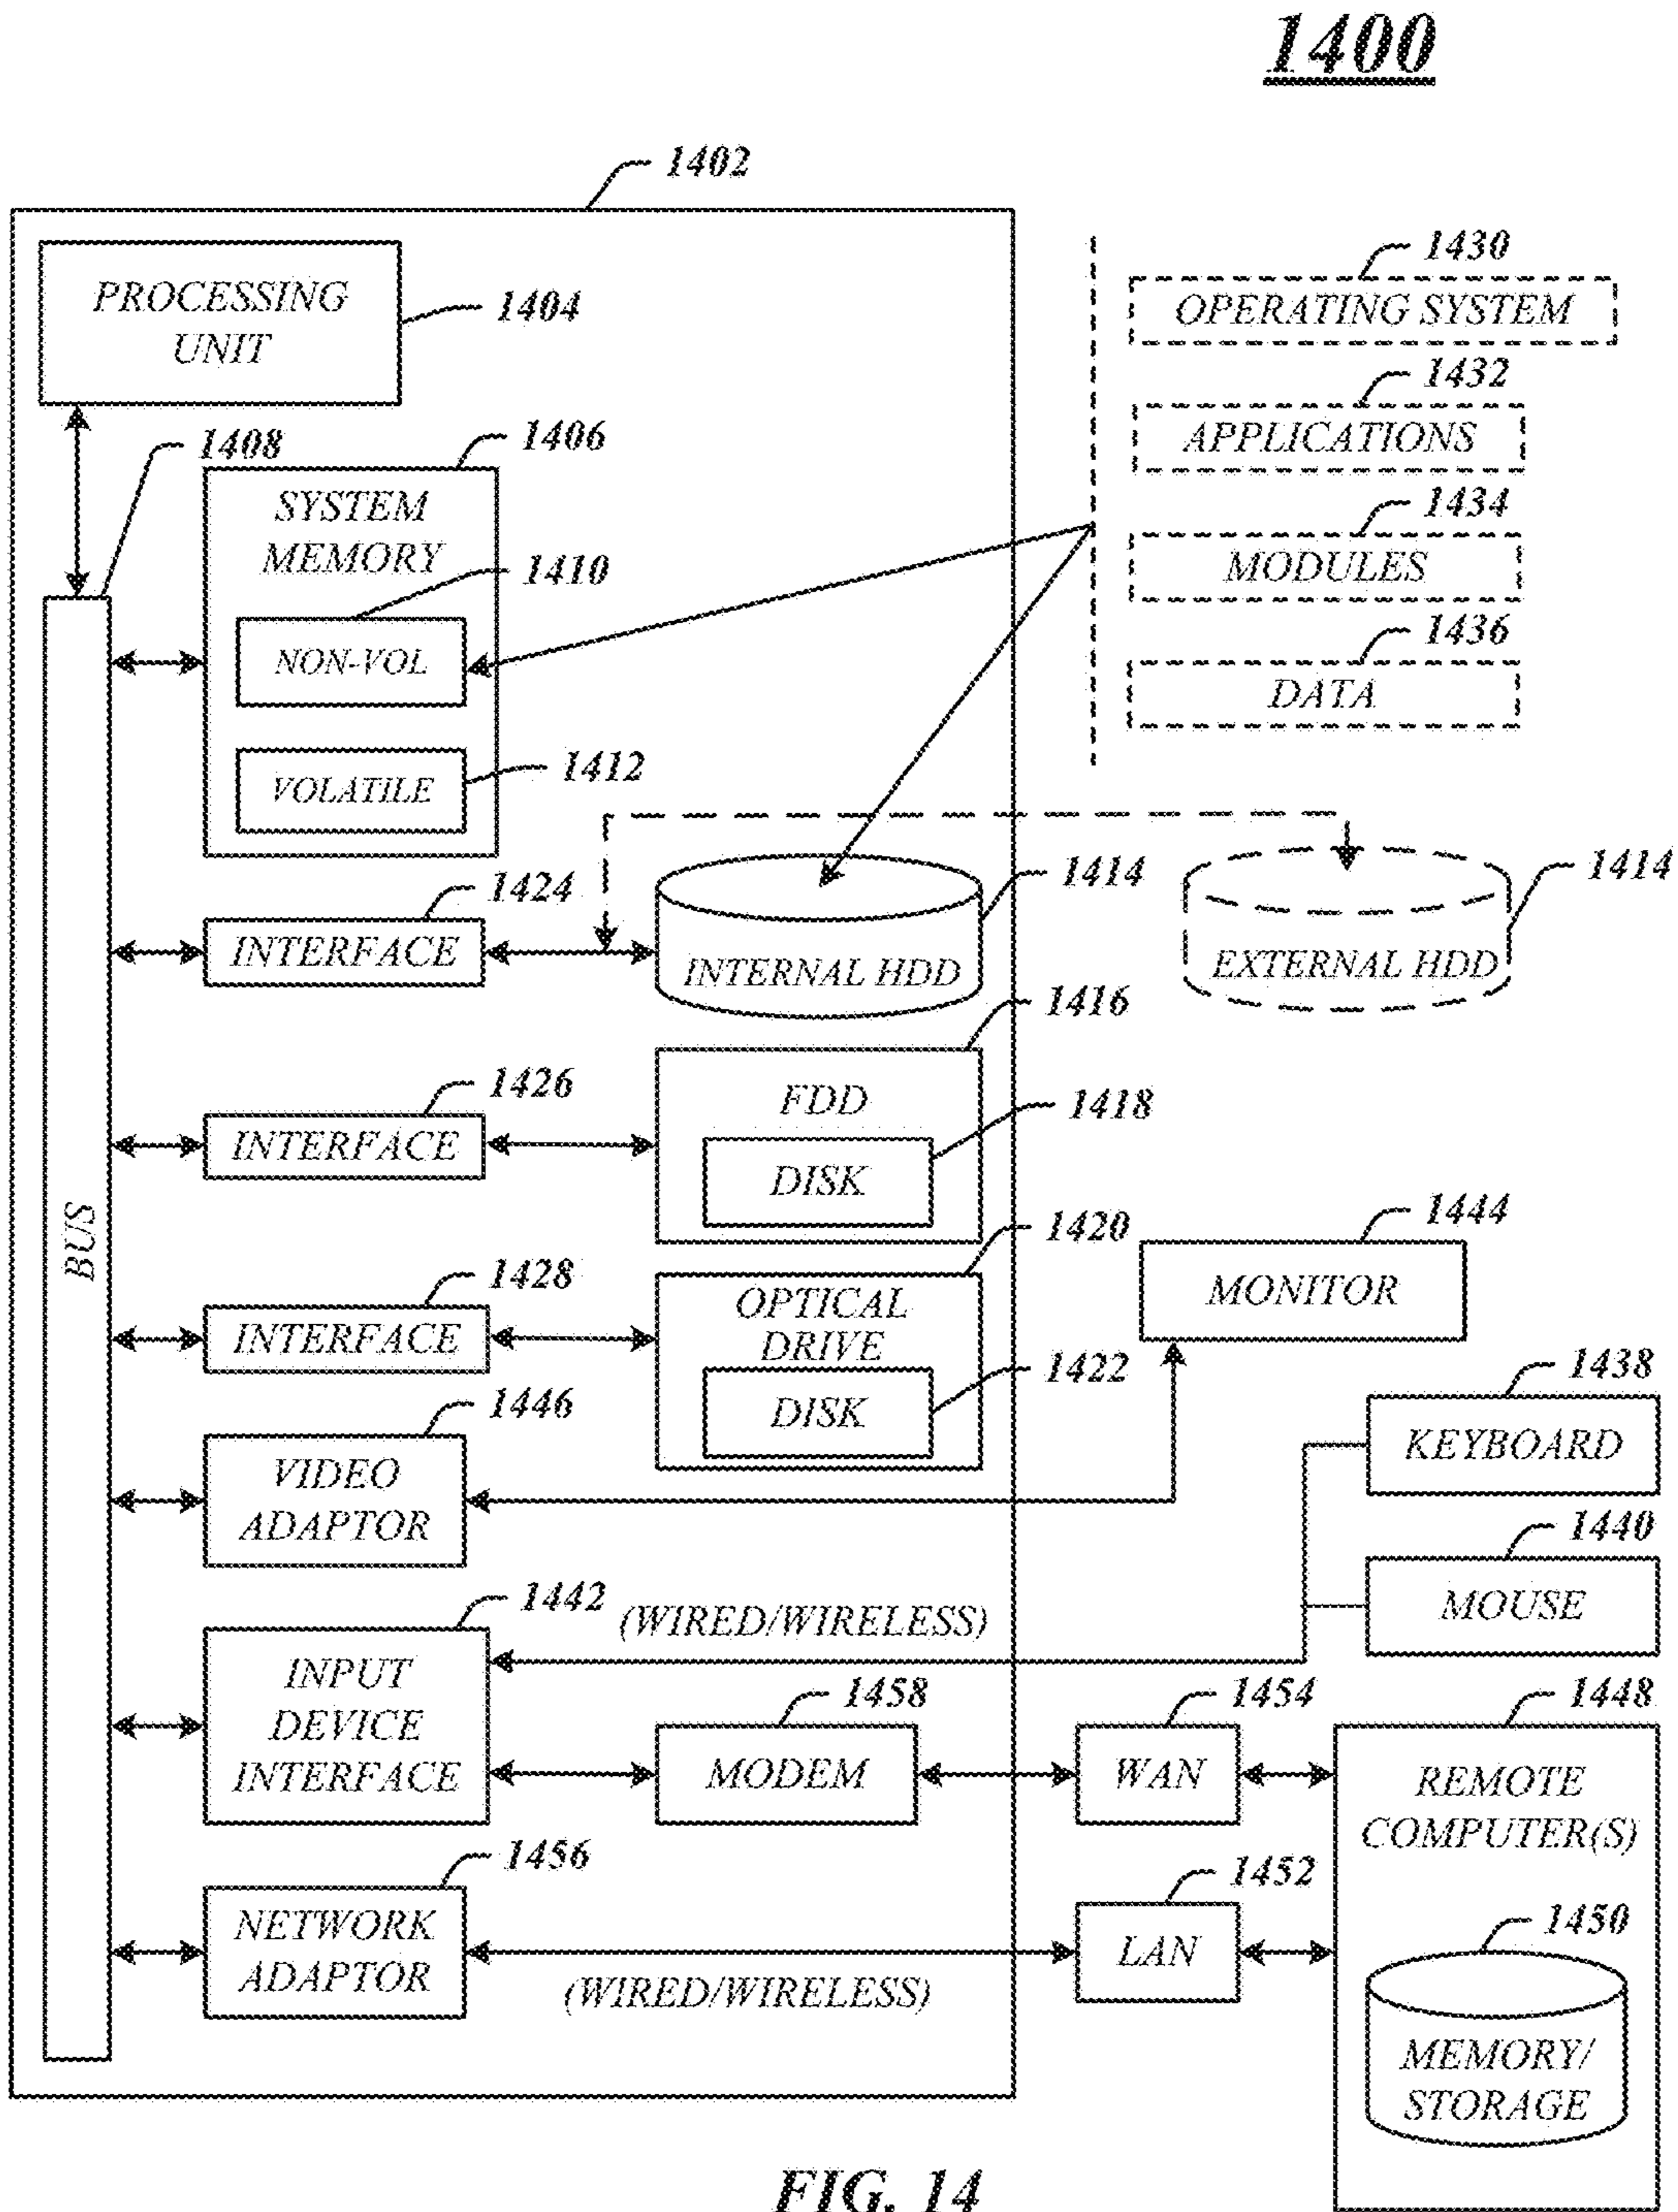 1400
1402
PROCESSING
UNIT
1404
1430
OPERATING SYSTEM
1432
APPLICATIONS
1434
MODULES
1436
DATA
1408
1406
SYSTEM
MEMORY
1410
NON-VOL
1412
VOLATILE
1424
INTERFACE
1414
INTERNAL HDD
1414
EXTERNAL HDD
1416
FDD
1418
DISK
1426
INTERFACE
BUS
1420
OPTICAL
DRIVE
1422
DISK
1428
INTERFACE
1444
MONITOR
1446
VIDEO
ADAPTOR
1438
KEYBOARD
1440
MOUSE
1442
(WIRED/WIRELESS)
INPUT
DEVICE
INTERFACE
1458
MODEM
1454
WAN
1448
REMOTE
COMPUTER(S)
1456
NETWORK
ADAPTOR
(WIRED/WIRELESS)
1452
LAN
1450
MEMORY/
STORAGE
FIG. 14